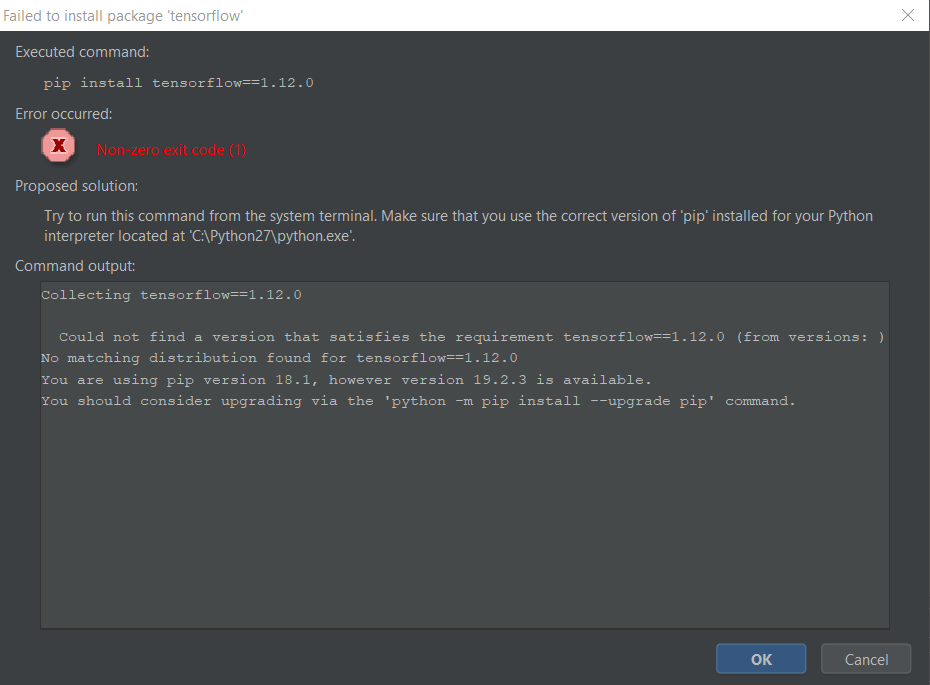 Failed to install package 'tensorflow'
Executed command:
pip install tensorflow==1.12.0
Error occurred:
Non-zero exit code (1)
Proposed solution:
Try to run this command from the system terminal. Make sure that you use the correct version of 'pip' installed for your Python
interpreter located at 'C:\Python27\python.exe'.
Command output:
Collecting tensorflow==1.12.0
Could not find a version that satisfies the requirement tensorflow==1.12.0 (from versions: )
No matching distribution found for tensorflow==1.12.0
You are using pip version 18.1, however version 19.2.3 is available.
You should consider upgrading via the 'python -m pip install --upgrade pip' command.
OK Cancel